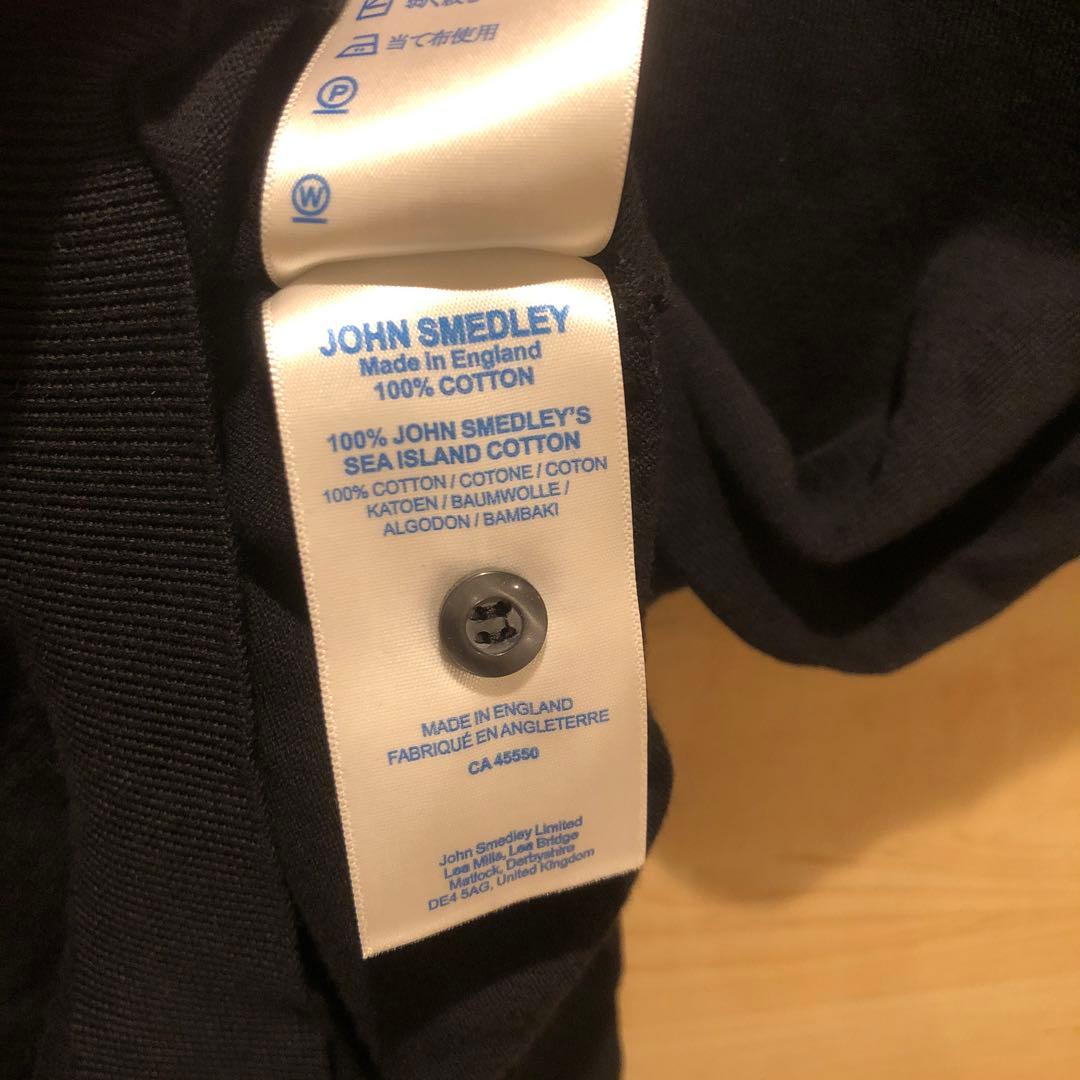 当て布使用
P
W
JOHN SMEDLEY
Made in England
100% COTTON
100% JOHN SMEDLEY'S
SEA ISLAND COTTON
100% COTTON / COTONE / COTON
KATOEN / BAUMWOLLE /
ALGODON / BAMBAKI
MADE IN ENGLAND
FABRIQUÉ EN ANGLETERRE
CA 45550
John Smedley Limited
Lea Mills, Lea Bridge
Matlock, Derbyshire
DE4 5AG, United Kingdom